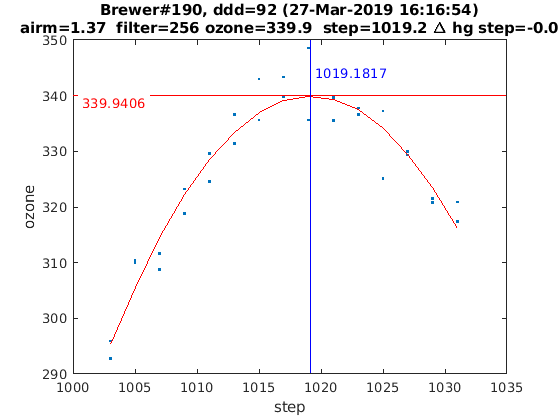 Brewer#190, ddd=92 (27-Mar-2019 16:16:54)
airm=1.37 filter=256 ozone=339.9 step=1019.2 Δ hg step=-0.0
350
1019.1817
340
339.9406
330
320
310
300
290
ozone
1000 1005 1010 1015 1020 1025 1030 1035
step